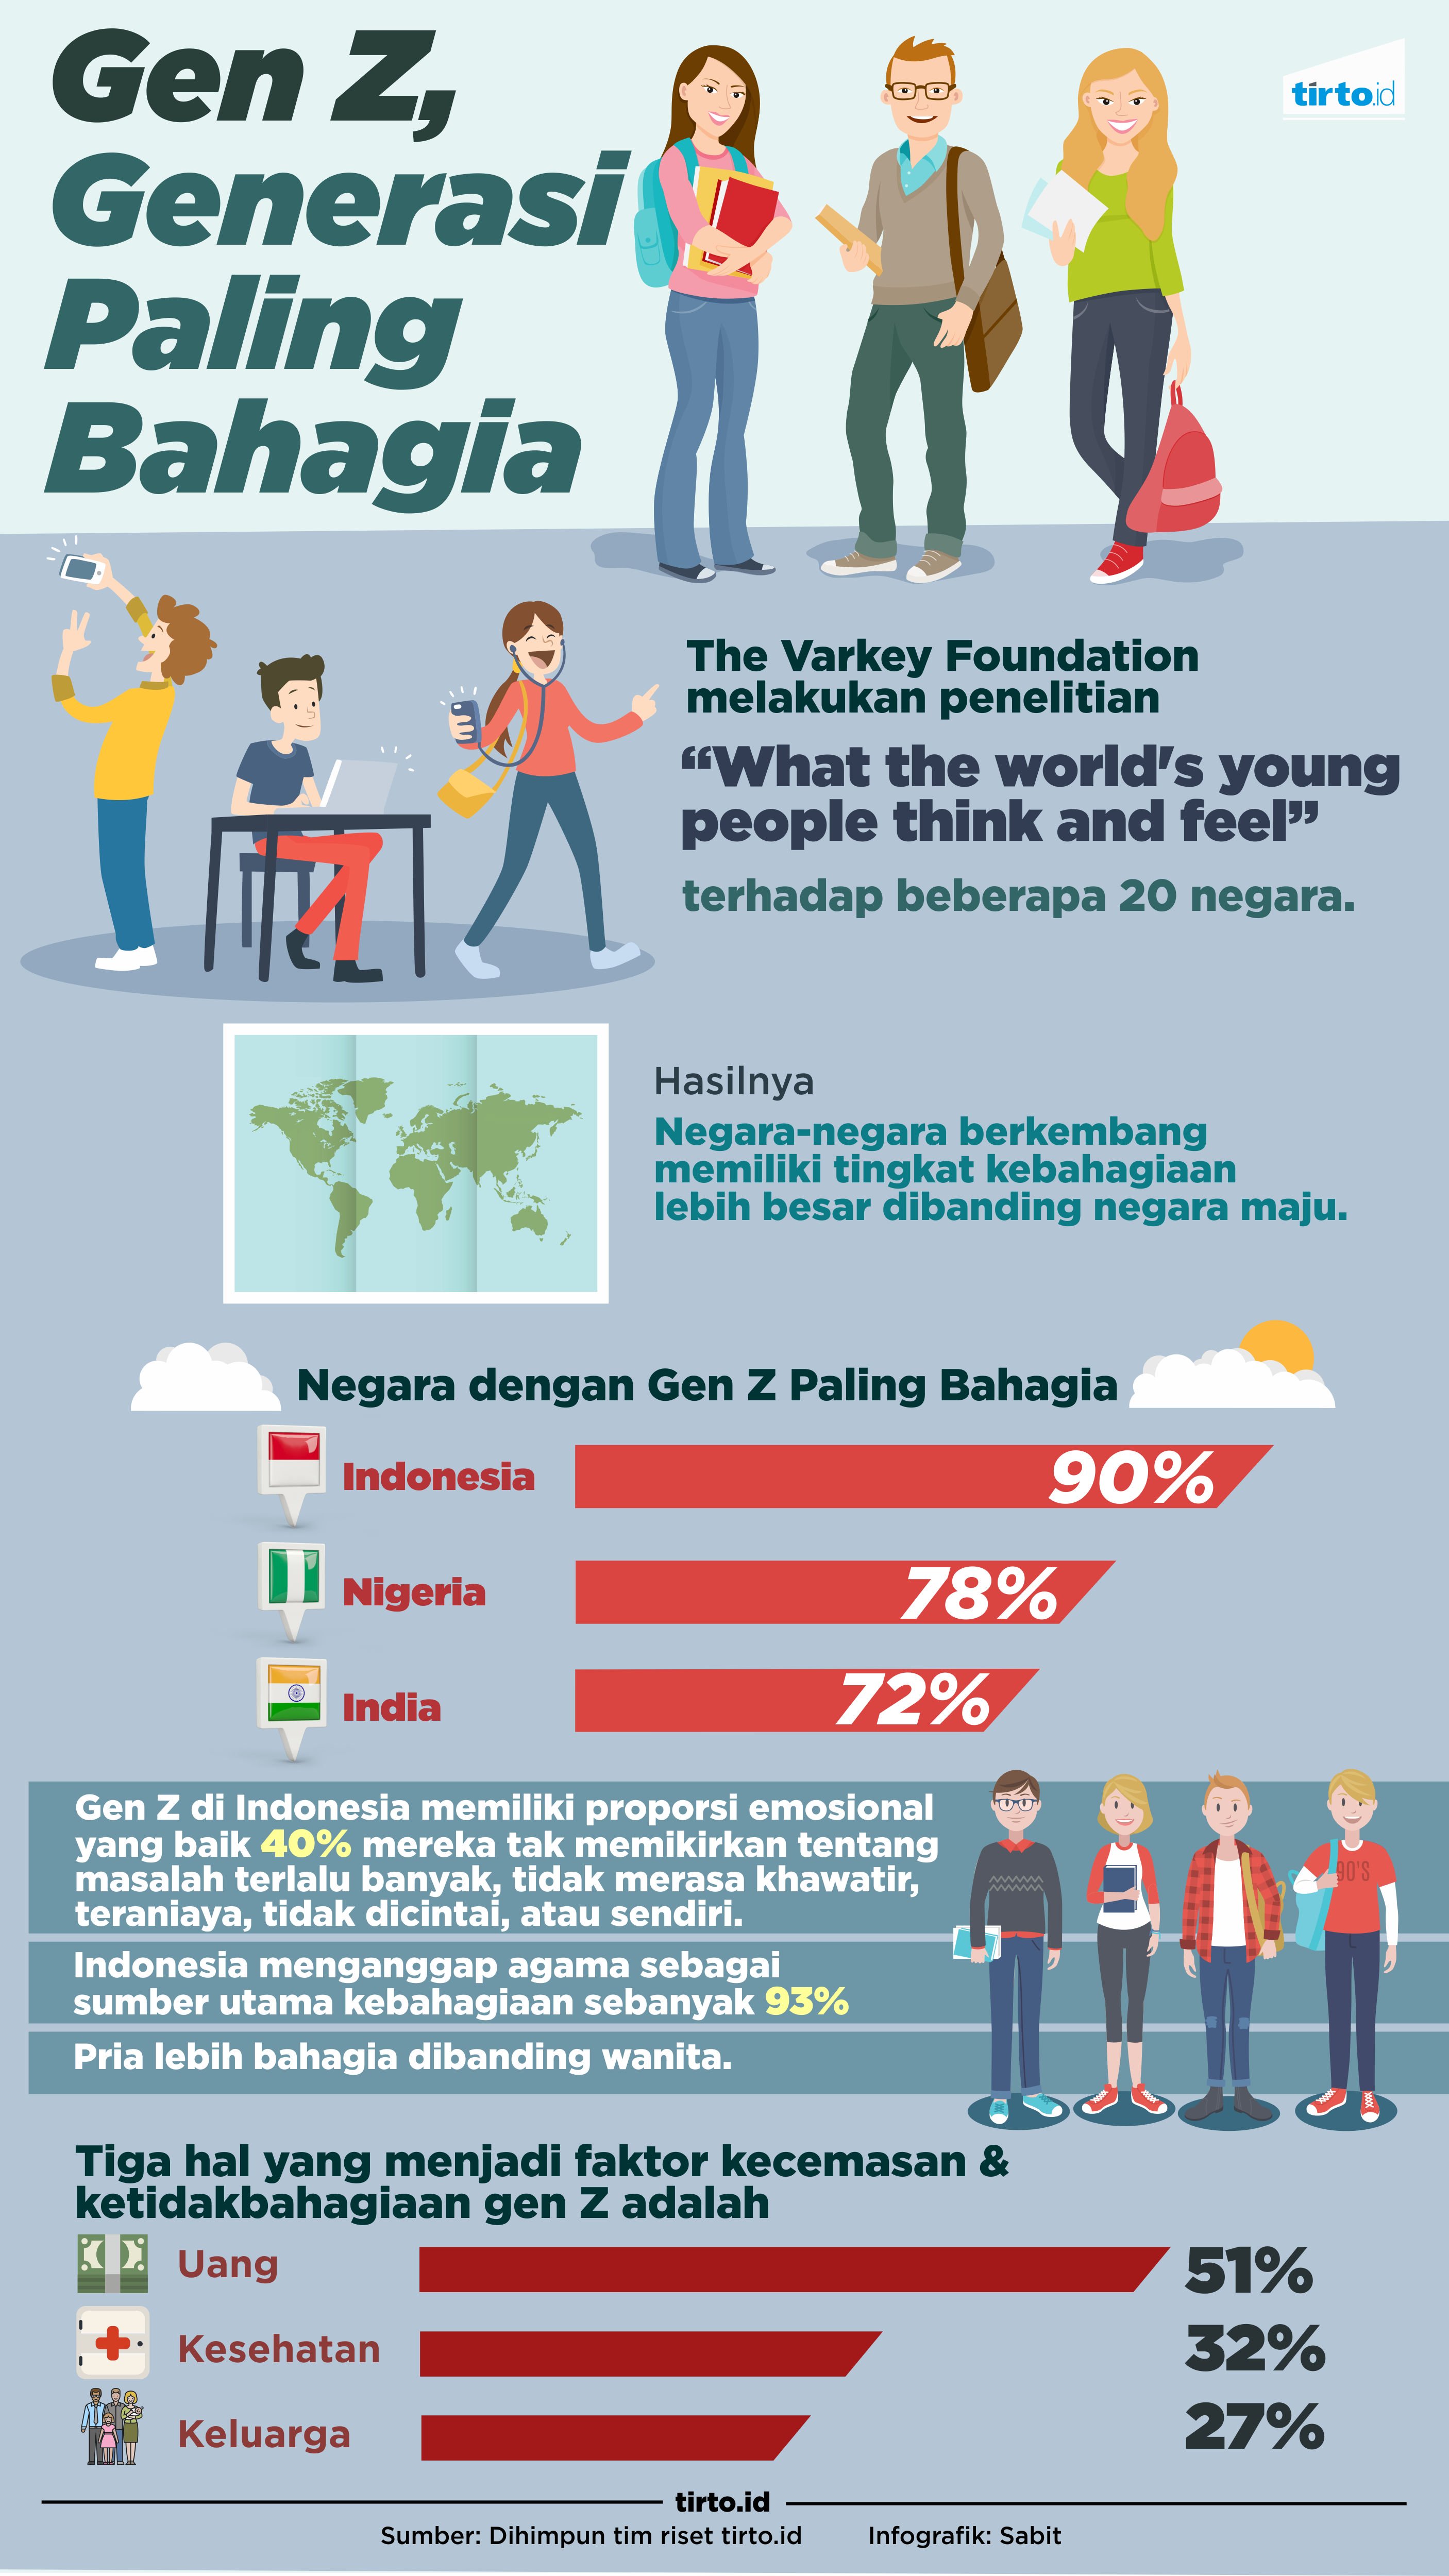 Gen Z,
Generasi
Paling
Bahagia
tirto.id
The Varkey Foundation
melakukan penelitian
“What the world's young
people think and feel”
terhadap beberapa 20 negara.
Hasilnya
Negara-negara berkembang
memiliki tingkat kebahagiaan
lebih besar dibanding negara maju.
Negara dengan Gen Z Paling Bahagia
Indonesia 90%
Nigeria 78%
India 72%
Gen Z di Indonesia memiliki proporsi emosional
yang baik 40% mereka tak memikirkan tentang
masalah terlalu banyak, tidak merasa khawatir,
teraniaya, tidak dicintai, atau sendiri.
90'S
Indonesia menganggap agama sebagai
sumber utama kebahagiaan sebanyak 93%
Pria lebih bahagia dibanding wanita.
Tiga hal yang menjadi faktor kecemasan &
ketidakbahagiaan gen Z adalah
Uang 51%
Kesehatan 32%
Keluarga 27%
tirto.id
Sumber: Dihimpun tim riset tirto.id Infografik: Sabit